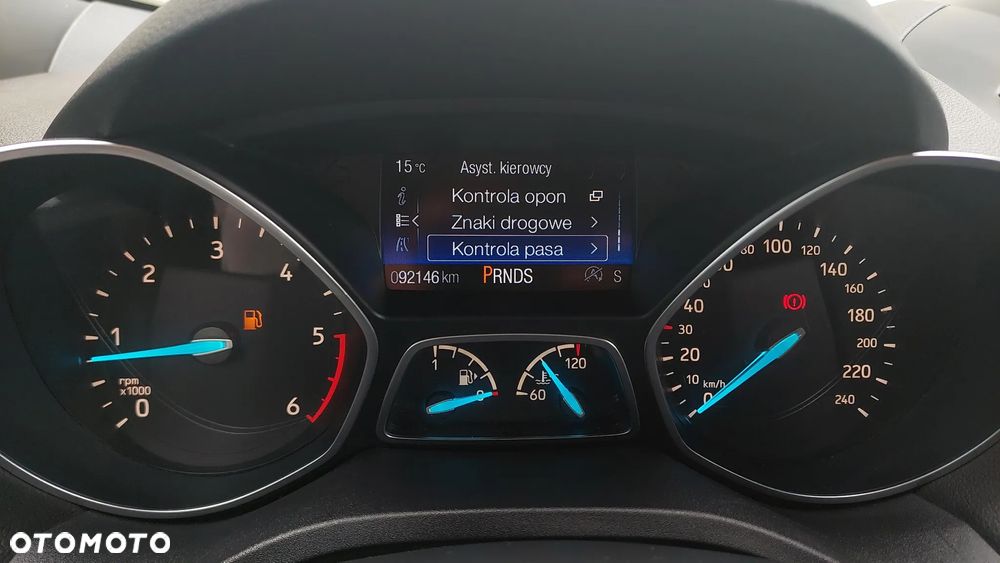 15 °C Asyst. kierowcy
Kontrola opon
Znaki drogowe
Kontrola pasa
092146 km PRNDS S
0 1 2 3 4 5 6
rpm
x1000
1 0
60 120
0 10 20 30 40 80 100 120 140 160 180 200 220 240
km/h
OTOMOTO